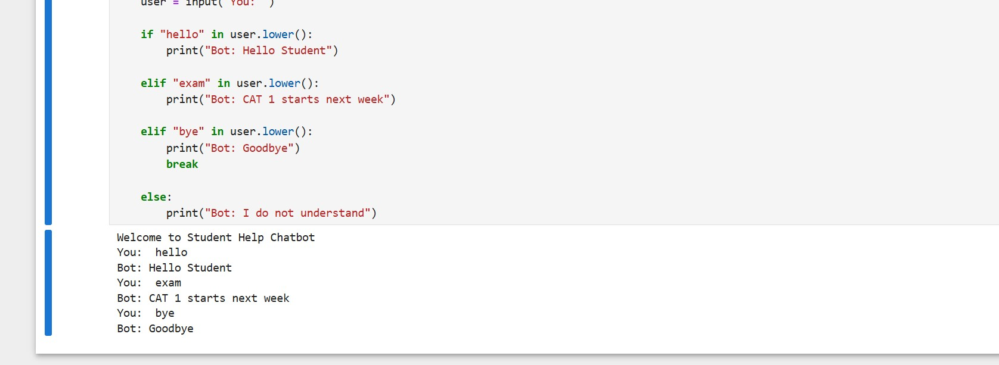 user = input("You: ")
if "hello" in user.lower():
print("Bot: Hello Student")
elif "exam" in user.lower():
print("Bot: CAT 1 starts next week")
elif "bye" in user.lower():
print("Bot: Goodbye")
break
else:
print("Bot: I do not understand")
Welcome to Student Help Chatbot
You:  hello
Bot: Hello Student
You:  exam
Bot: CAT 1 starts next week
You:  bye
Bot: Goodbye